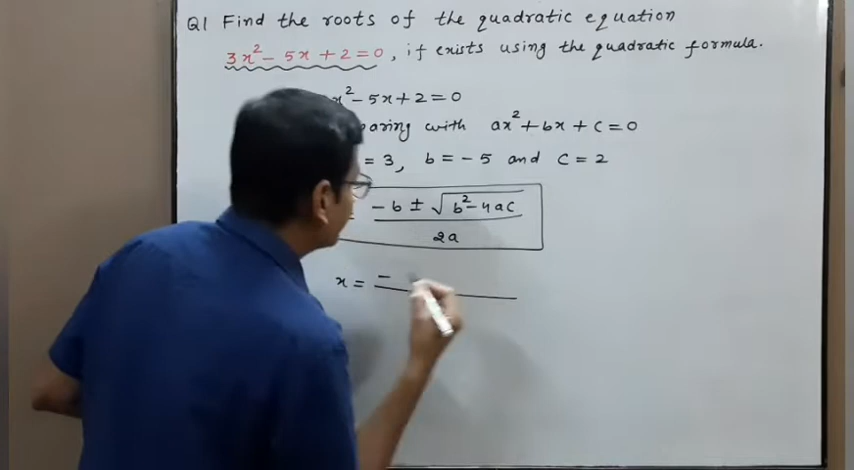 Q1 Find the roots of the quadratic equation
3x² - 5x + 2 = 0, if exists using the quadratic formula.
x² - 5x + 2 = 0
with ax² + bx + c = 0
= 3, b = -5 and c = 2
-b ± √b² - 4ac
2a
x = -